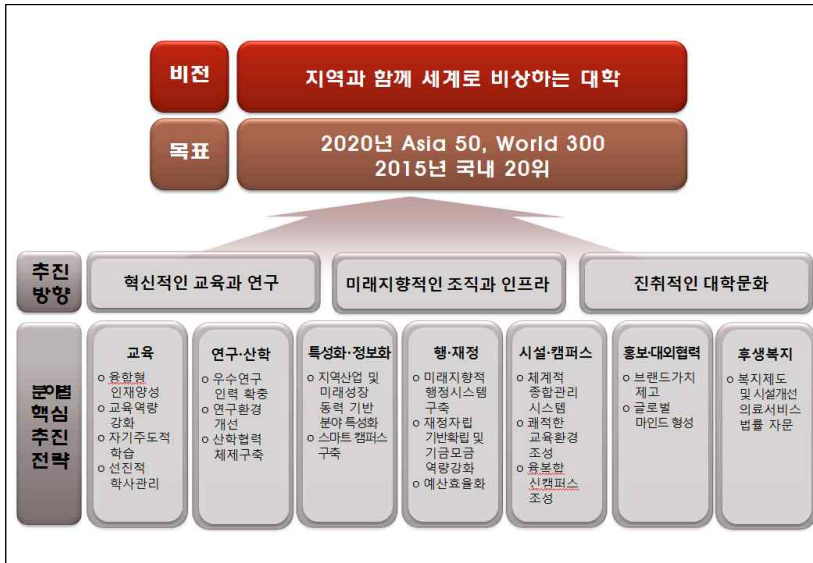 비전
지역과 함께 세계로 비상하는 대학
목표
2020년 Asia 50, World 300
2015년 국내 20위
추진
방향
혁신적인 교육과 연구
미래지향적인 조직과 인프라
진취적인 대학문화
분야별
핵심
추진
전략
교육
o 융합형
인재양성
o 교육역량
강화
o 자기주도적
학습
o 선진적
학사관리
연구·산학
o 우수연구
인력 확충
o 연구환경
개선
o 산학협력
체제구축
특성화·정보화
o 지역산업 및
미래성장
동력 기반
분야 특성화
o 스마트 캠퍼스
구축
행·재정
o 미래지향적
행정시스템
구축
o 재정자립
기반확립 및
기금모금
역량강화
o 예산효율화
시설·캠퍼스
o 체계적
종합관리
시스템
o 쾌적한
교육환경
조성
o 융복합
신캠퍼스
조성
홍보·대외협력
o 브랜드가치
제고
o 글로벌
마인드 형성
후생복지
o 복지제도
및 시설개선
의료서비스
법률 자문